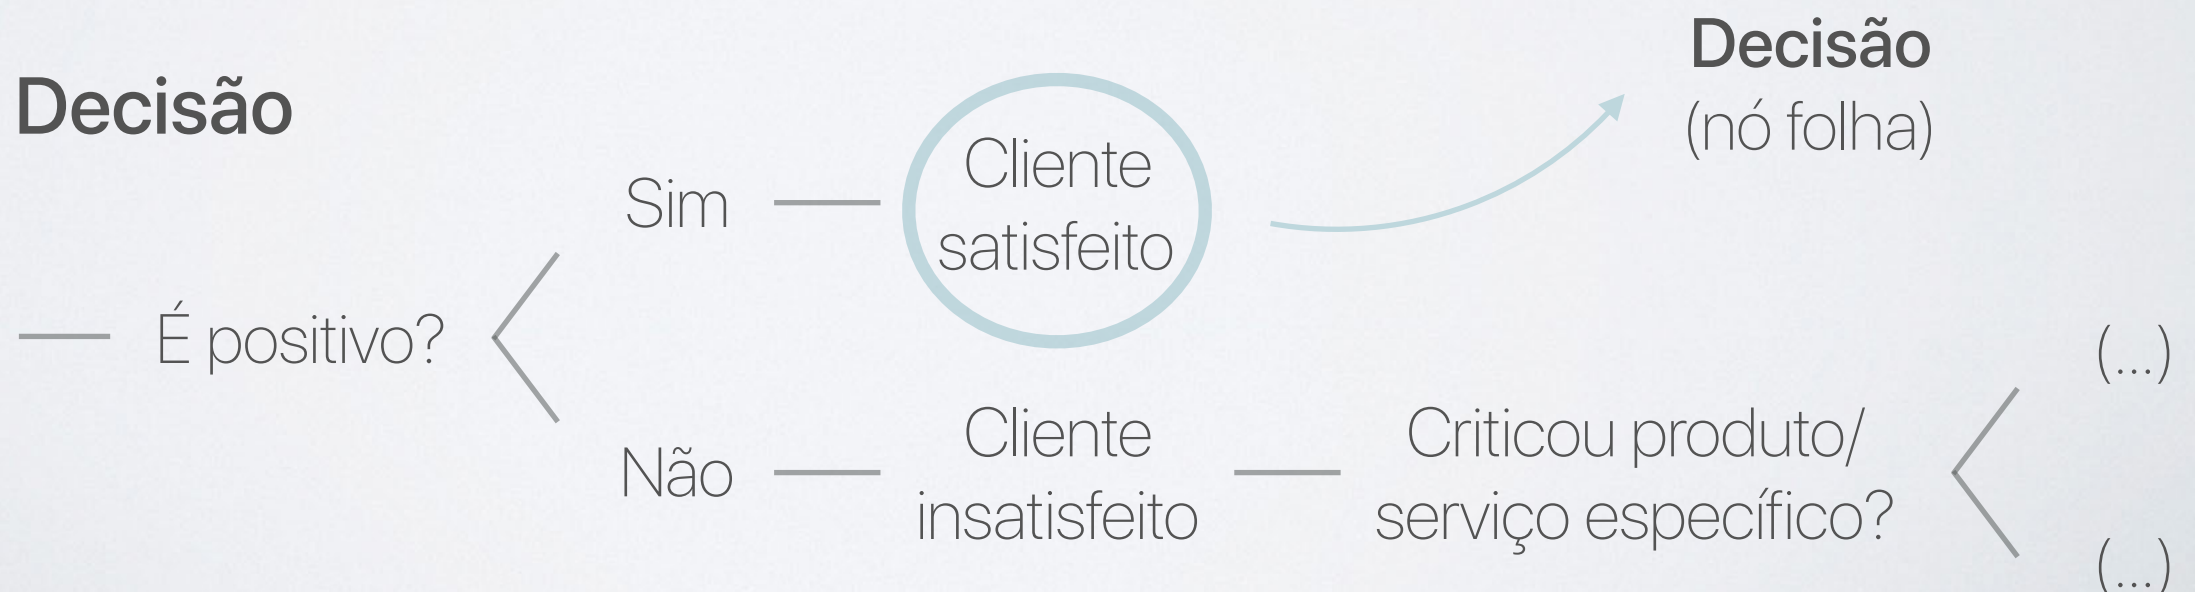 Decisão
(nó folha)
Decisão
Sim
Cliente
satisfeito
É positivo?
Não
Cliente
insatisfeito
Criticou produto/
serviço específico?
(...)
(...)